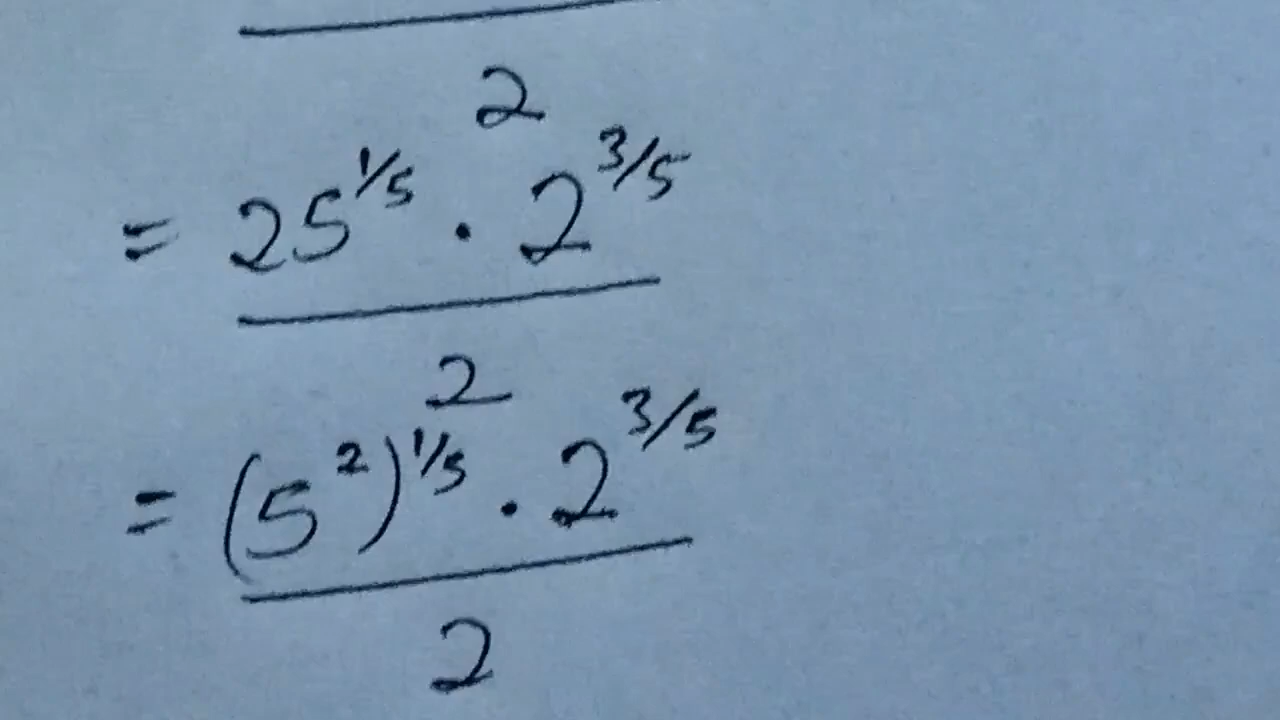 2
= 25^1/5 · 2^3/5
2
= (5^2)^1/5 · 2^3/5
2